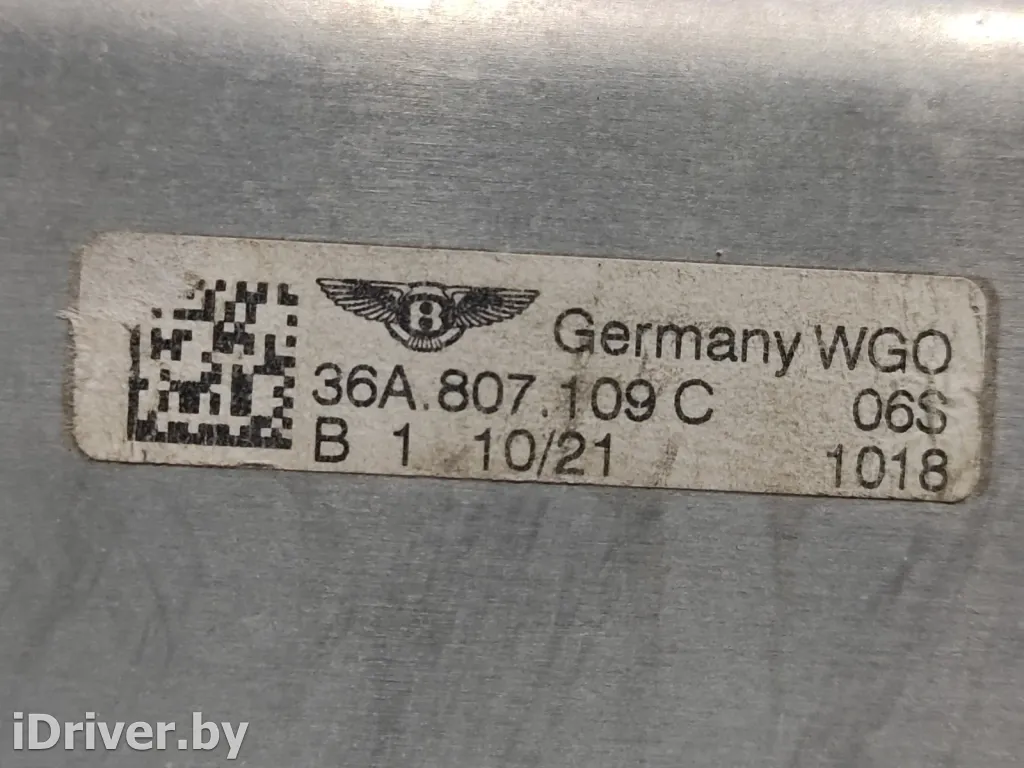 B
Germany WGO
36A.807.109 C 06S
B 1 10/21 1018
iDriver.by